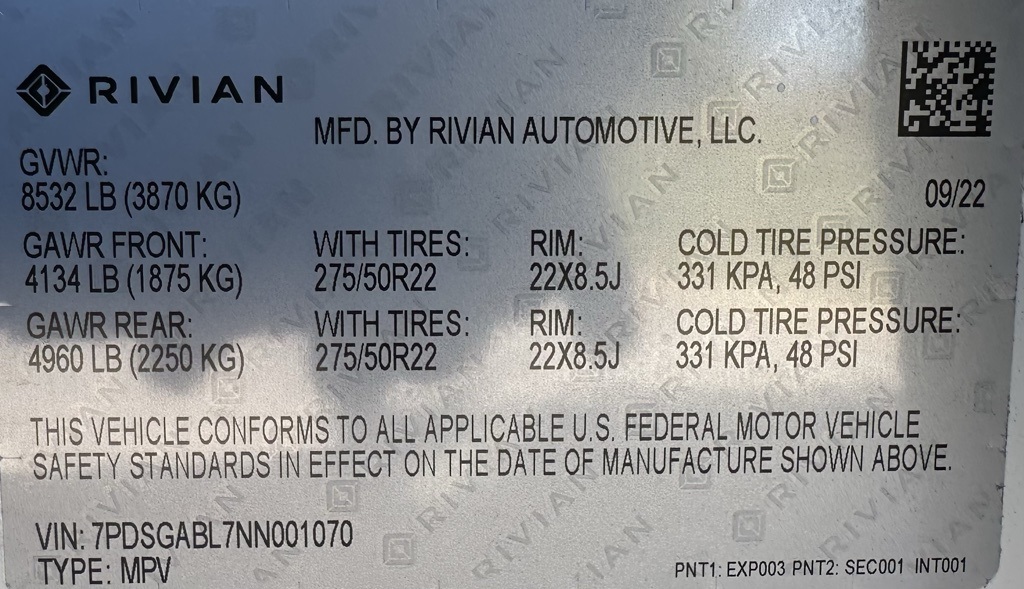 RIVIAN
MFD. BY RIVIAN AUTOMOTIVE, LLC.
GVWR:
8532 LB (3870 KG)
09/22
GAWR FRONT: WITH TIRES: RIM: COLD TIRE PRESSURE:
4134 LB (1875 KG) 275/50R22 22X8.5J 331 KPA, 48 PSI
GAWR REAR: WITH TIRES: RIM: COLD TIRE PRESSURE:
4960 LB (2250 KG) 275/50R22 22X8.5J 331 KPA, 48 PSI
THIS VEHICLE CONFORMS TO ALL APPLICABLE U.S. FEDERAL MOTOR VEHICLE
SAFETY STANDARDS IN EFFECT ON THE DATE OF MANUFACTURE SHOWN ABOVE.
VIN: 7PDSGABL7NN001070
TYPE: MPV
PNT1: EXP003 PNT2: SEC001 INT001